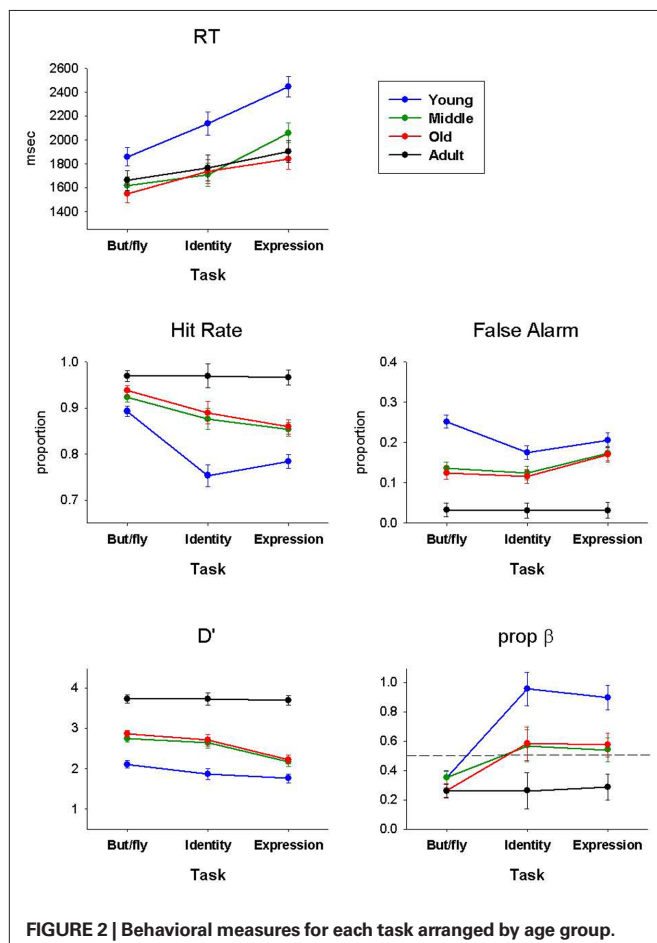 RT
2600
2400
2200
2000
1800
1600
1400
msec
But/fly Identity Expression
Task
Young
Middle
Old
Adult
Hit Rate
1.0
0.9
0.8
0.7
proportion
But/fly Identity Expression
Task
False Alarm
0.4
0.3
0.2
0.1
0.0
proportion
But/fly Identity Expression
Task
D'
4
3
2
1
But/fly Identity Expression
Task
prop β
1.0
0.8
0.6
0.4
0.2
0.0
But/fly Identity Expression
Task
FIGURE 2 | Behavioral measures for each task arranged by age group.